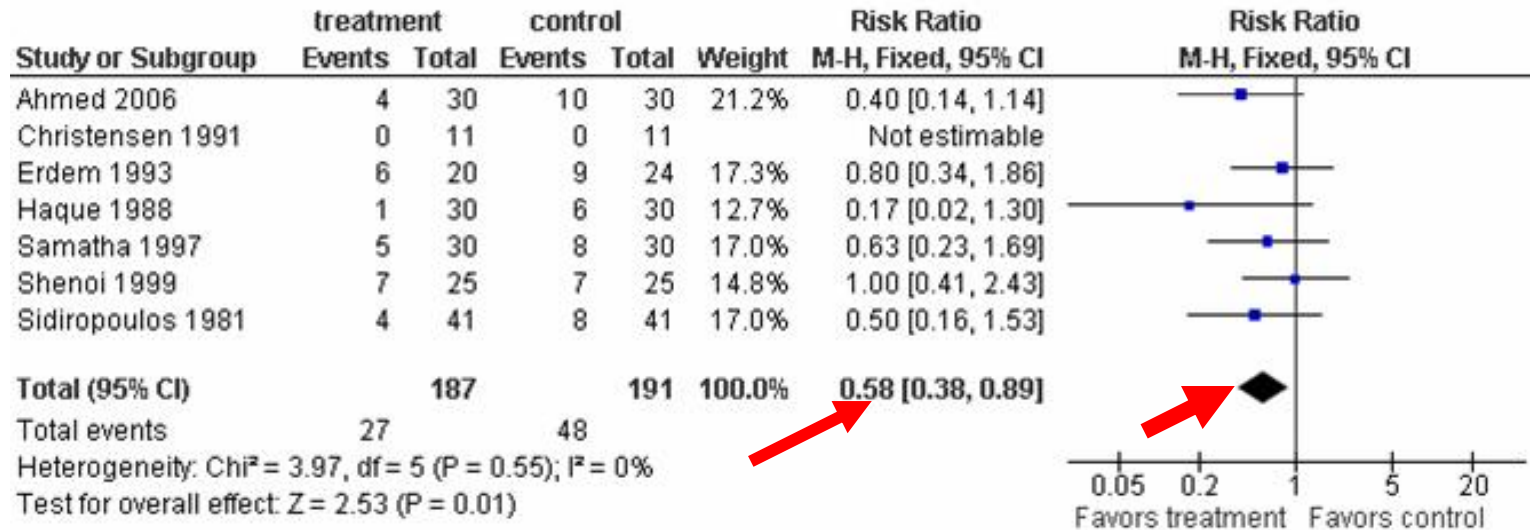 treatment control Risk Ratio Risk Ratio
Study or Subgroup Events Total Events Total Weight M-H, Fixed, 95% CI M-H, Fixed, 95% CI
Ahmed 2006 4 30 10 30 21.2% 0.40 [0.14, 1.14]
Christensen 1991 0 11 0 11 Not estimable
Erdem 1993 6 20 9 24 17.3% 0.80 [0.34, 1.86]
Haque 1988 1 30 6 30 12.7% 0.17 [0.02, 1.30]
Samatha 1997 5 30 8 30 17.0% 0.63 [0.23, 1.69]
Shenoi 1999 7 25 7 25 14.8% 1.00 [0.41, 2.43]
Sidiropoulos 1981 4 41 8 41 17.0% 0.50 [0.16, 1.53]
Total (95% CI) 187 191 100.0% 0.58 [0.38, 0.89]
Total events 27 48
Heterogeneity: Chi² = 3.97, df = 5 (P = 0.55); I² = 0%
Test for overall effect: Z = 2.53 (P = 0.01)
0.05 0.2 1 5 20
Favors treatment Favors control